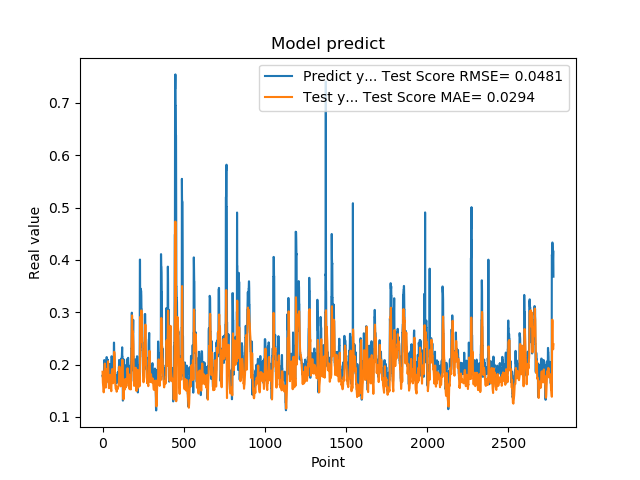 Model predict
Predict y... Test Score RMSE= 0.0481
Test y... Test Score MAE= 0.0294
0.7
0.6
0.5
0.4
0.3
0.2
0.1
Real value
0 500 1000 1500 2000 2500
Point